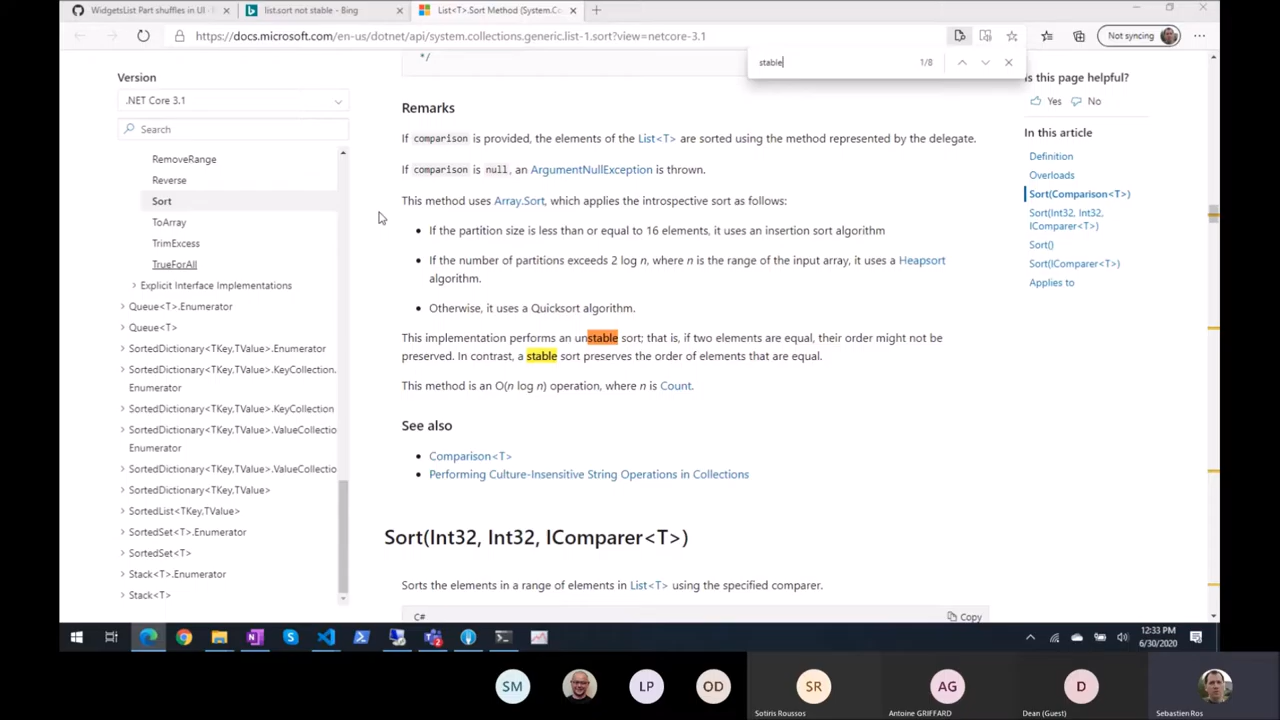 WidgetsList Part shuffles in UI
list.sort not stable - Bing
List<T>.Sort Method (System.Co
https://docs.microsoft.com/en-us/dotnet/api/system.collections.generic.list-1.sort?view=netcore-3.1
Not syncing
stable
1/8
Version
.NET Core 3.1
Search
RemoveRange
Reverse
Sort
ToArray
TrimExcess
TrueForAll
Explicit Interface Implementations
Queue<T>.Enumerator
Queue<T>
SortedDictionary<TKey,TValue>.Enumerator
SortedDictionary<TKey,TValue>.KeyCollection.
Enumerator
SortedDictionary<TKey,TValue>.KeyCollection
SortedDictionary<TKey,TValue>.ValueCollectio
Enumerator
SortedDictionary<TKey,TValue>.ValueCollectio
SortedDictionary<TKey,TValue>
SortedList<TKey,TValue>
SortedSet<T>.Enumerator
SortedSet<T>
Stack<T>.Enumerator
Stack<T>
*/
Remarks
If comparison is provided, the elements of the List<T> are sorted using the method represented by the delegate.
If comparison is null, an ArgumentNullException is thrown.
This method uses Array.Sort, which applies the introspective sort as follows:
• If the partition size is less than or equal to 16 elements, it uses an insertion sort algorithm
• If the number of partitions exceeds 2 log n, where n is the range of the input array, it uses a Heapsort
algorithm.
• Otherwise, it uses a Quicksort algorithm.
This implementation performs an unstable sort; that is, if two elements are equal, their order might not be
preserved. In contrast, a stable sort preserves the order of elements that are equal.
This method is an O(n log n) operation, where n is Count.
See also
• Comparison<T>
• Performing Culture-Insensitive String Operations in Collections
Sort(Int32, Int32, IComparer<T>)
Sorts the elements in a range of elements in List<T> using the specified comparer.
C#
Copy
Is this page helpful?
Yes No
In this article
Definition
Overloads
Sort(Comparison<T>)
Sort(Int32, Int32,
IComparer<T>)
Sort()
Sort(IComparer<T>)
Applies to
12:33 PM
6/30/2020
SM
LP
OD
SR
Sotiris Roussos
AG
Antoine GRIFFARD
D
Dean (Guest)
Sebastien Ros